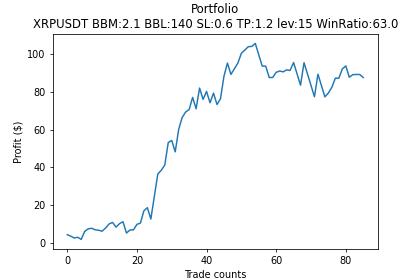 Portfolio
XRPUSDT BBM:2.1 BBL:140 SL:0.6 TP:1.2 lev:15 WinRatio:63.0
100
80
60
40
20
0
Profit ($)
0 20 40 60 80
Trade counts